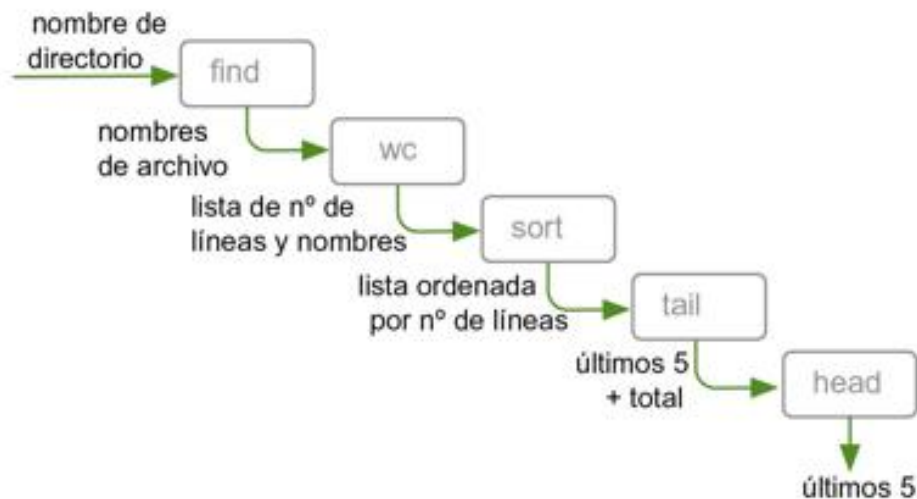 nombre de
directorio
find
nombres
de archivo
wc
lista de nº de
líneas y nombres
sort
lista ordenada
por nº de líneas
tail
últimos 5
+ total
head
últimos 5